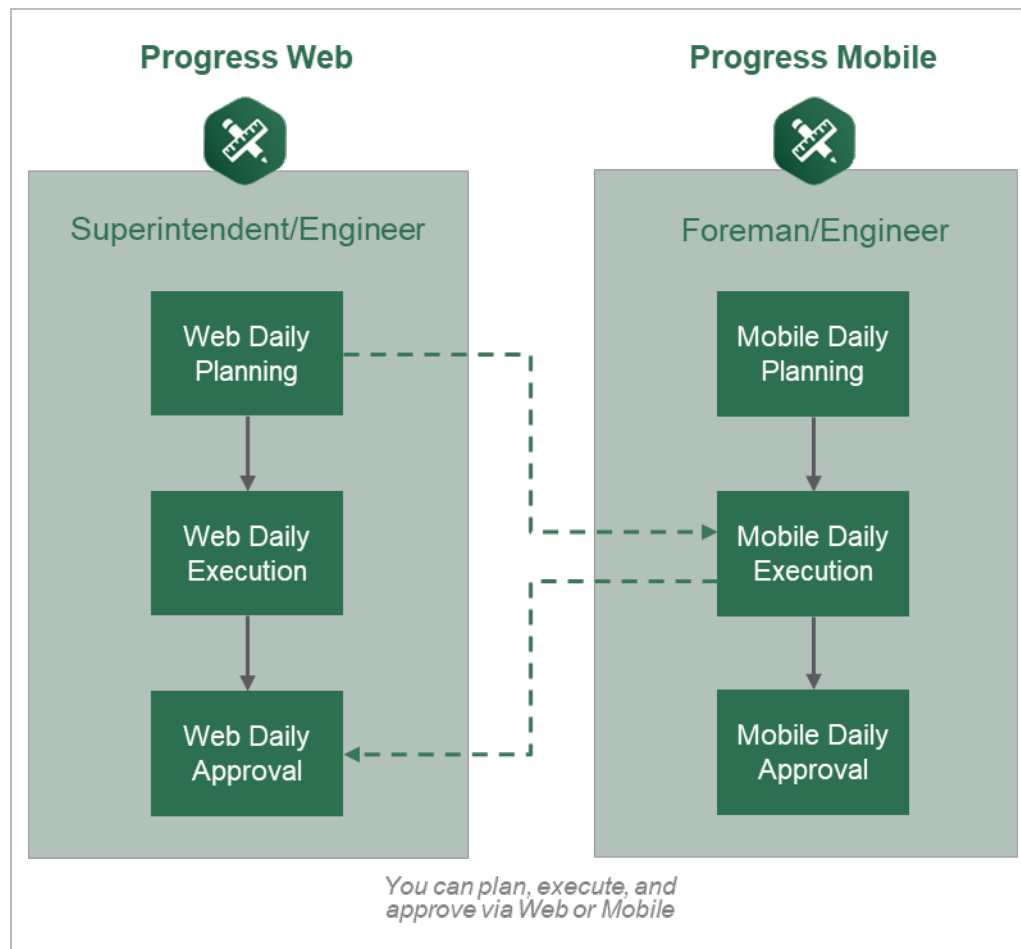 Progress Web
Progress Mobile
Superintendent/Engineer
Foreman/Engineer
Web Daily
Planning
Mobile Daily
Planning
Web Daily
Execution
Mobile Daily
Execution
Web Daily
Approval
Mobile Daily
Approval
You can plan, execute, and
approve via Web or Mobile